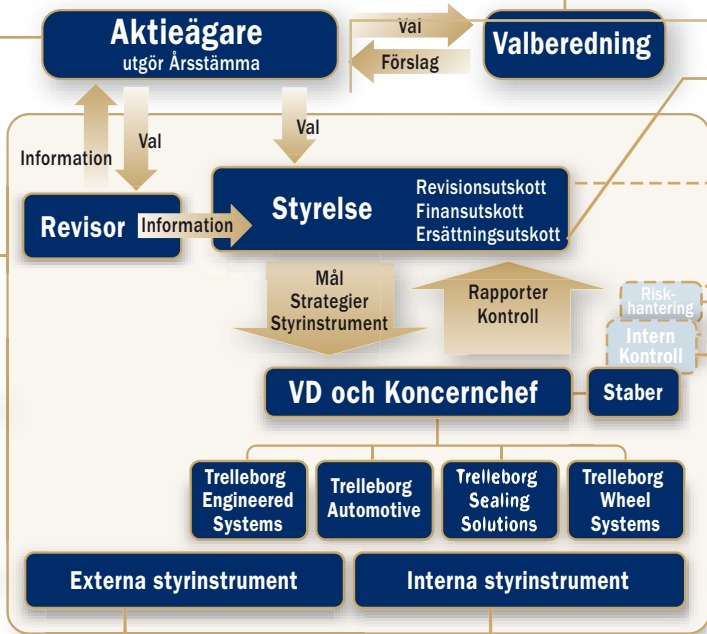 Aktieägare
utgör Årsstämma
Val
Förslag
Valberedning
Information
Val
Val
Revisor
Information
Styrelse
Revisionsutskott
Finansutskott
Ersättningsutskott
Mål
Strategier
Styrinstrument
Rapporter
Kontroll
Risk-
hantering
Intern
Kontroll
VD och Koncernchef
Staber
Trelleborg
Engineered
Systems
Trelleborg
Automotive
Trelleborg
Sealing
Solutions
Trelleborg
Wheel
Systems
Externa styrinstrument
Interna styrinstrument